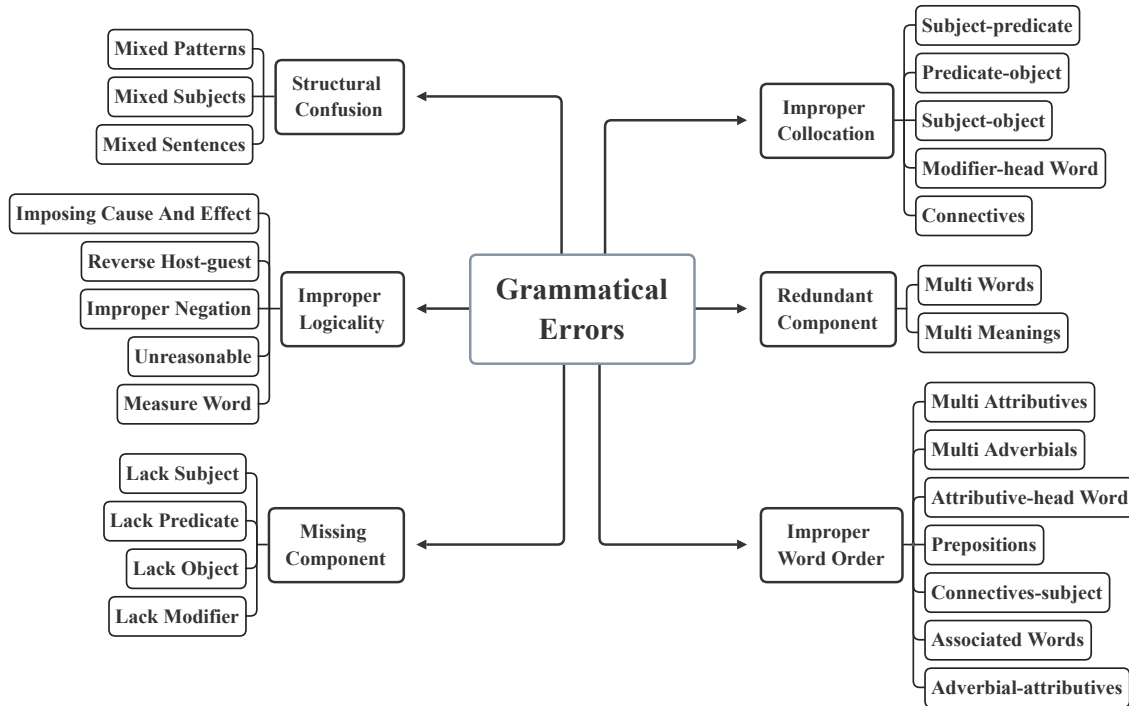 Mixed Patterns
Mixed Subjects
Mixed Sentences
Structural
Confusion
Imposing Cause And Effect
Reverse Host-guest
Improper Negation
Unreasonable
Measure Word
Improper
Logicality
Lack Subject
Lack Predicate
Lack Object
Lack Modifier
Missing
Component
Grammatical
Errors
Improper
Collocation
Subject-predicate
Predicate-object
Subject-object
Modifier-head Word
Connectives
Redundant
Component
Multi Words
Multi Meanings
Improper
Word Order
Multi Attributives
Multi Adverbials
Attributive-head Word
Prepositions
Connectives-subject
Associated Words
Adverbial-attributives